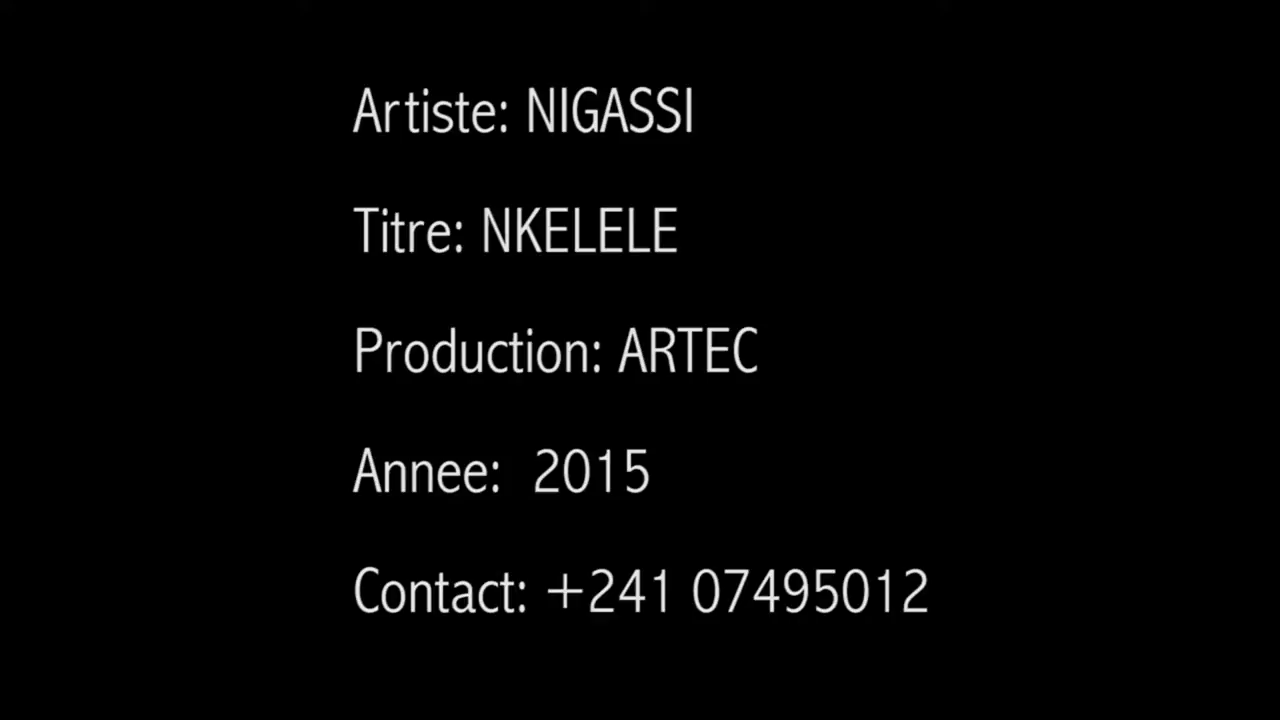 Artiste: NIGASSI
Titre: NKELELE
Production: ARTEC
Annee: 2015
Contact: +241 07495012